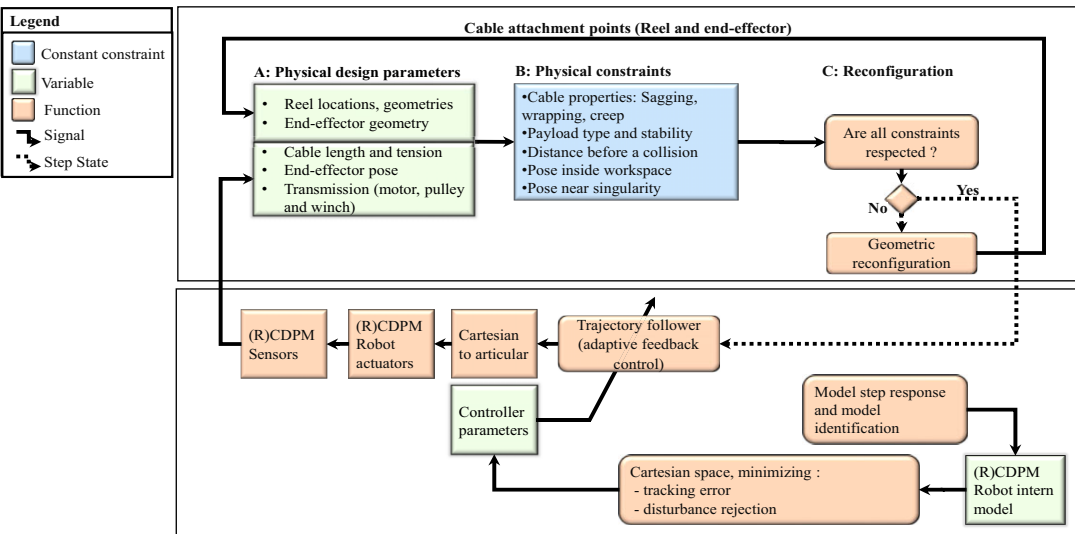 Legend
Constant constraint
Variable
Function
Signal
Step State
Cable attachment points (Reel and end-effector)
A: Physical design parameters
• Reel locations, geometries
• End-effector geometry
• Cable length and tension
• End-effector pose
• Transmission (motor, pulley
and winch)
B: Physical constraints
•Cable properties: Sagging,
wrapping, creep
•Payload type and stability
•Distance before a collision
•Pose inside workspace
•Pose near singularity
C: Reconfiguration
Are all constraints
respected ?
No
Yes
Geometric
reconfiguration
(R)CDPM
Sensors
(R)CDPM
Robot
actuators
Cartesian
to articular
Trajectory follower
(adaptive feedback
control)
Controller
parameters
Model step response
and model
identification
Cartesian space, minimizing :
- tracking error
- disturbance rejection
(R)CDPM
Robot intern
model